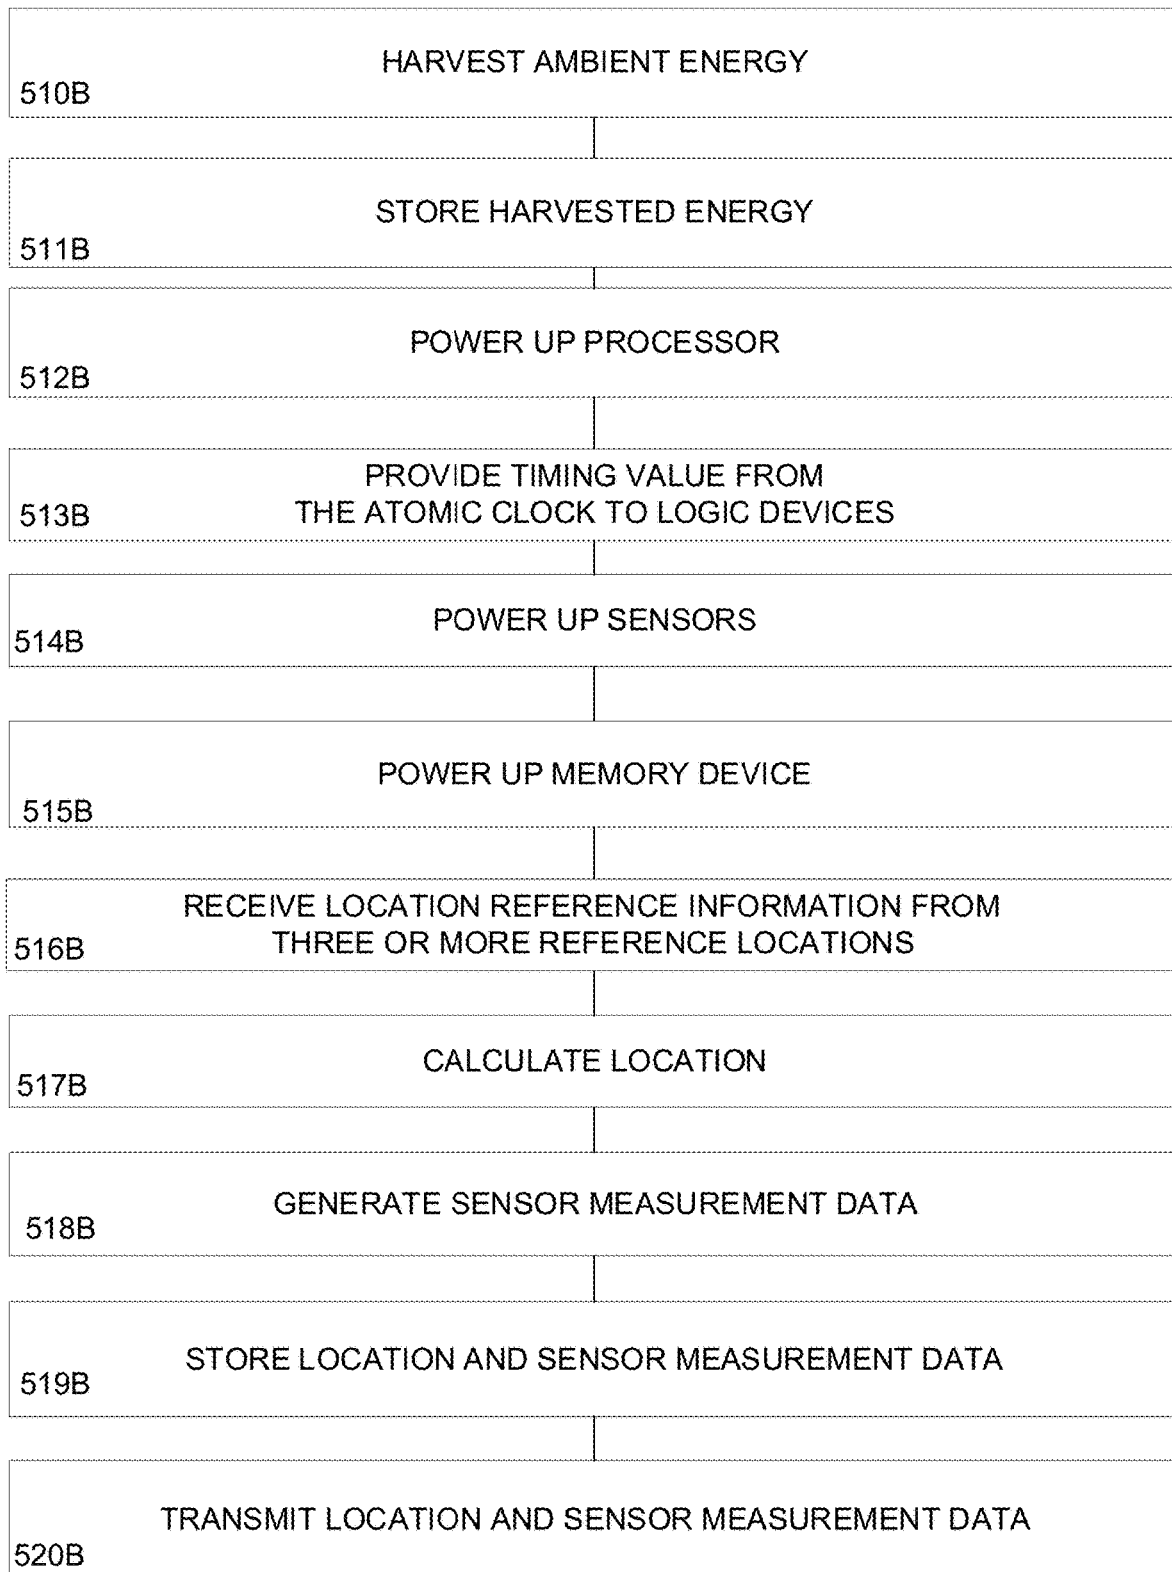 HARVEST AMBIENT ENERGY
510B
STORE HARVESTED ENERGY
511B
POWER UP PROCESSOR
512B
PROVIDE TIMING VALUE FROM
THE ATOMIC CLOCK TO LOGIC DEVICES
513B
POWER UP SENSORS
514B
POWER UP MEMORY DEVICE
515B
RECEIVE LOCATION REFERENCE INFORMATION FROM
THREE OR MORE REFERENCE LOCATIONS
516B
CALCULATE LOCATION
517B
GENERATE SENSOR MEASUREMENT DATA
518B
STORE LOCATION AND SENSOR MEASUREMENT DATA
519B
TRANSMIT LOCATION AND SENSOR MEASUREMENT DATA
520B